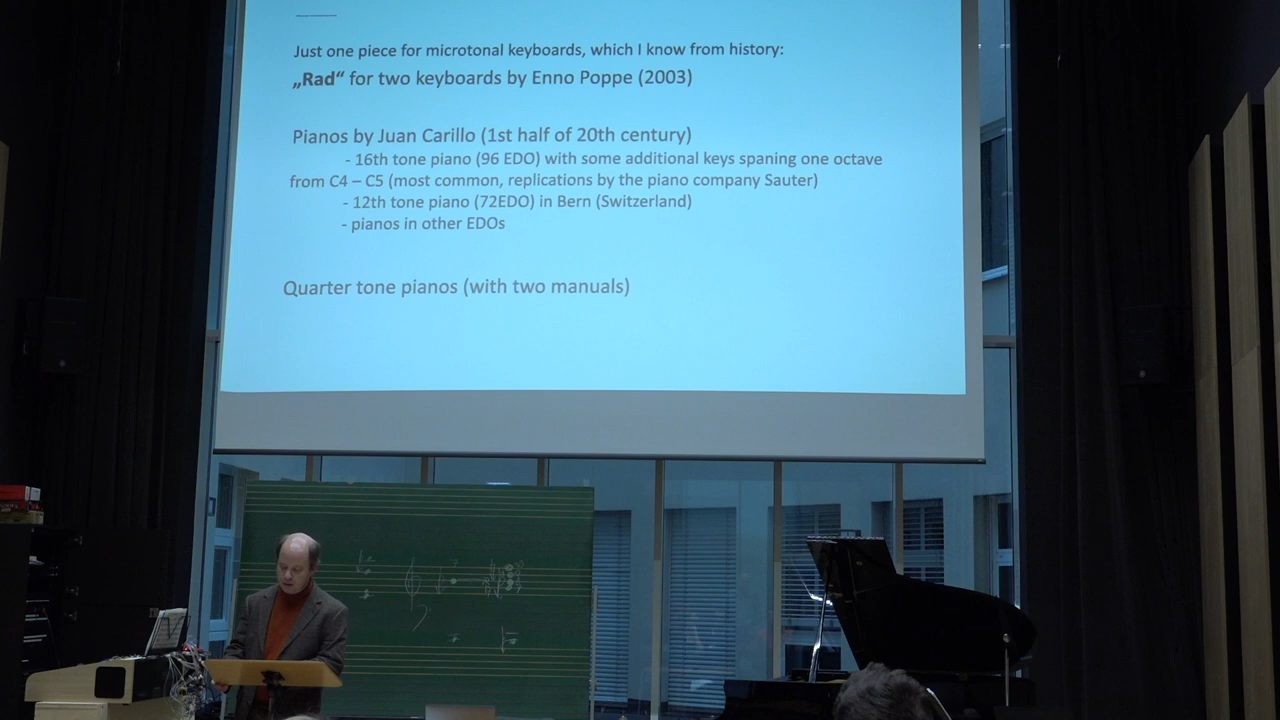 Just one piece for microtonal keyboards, which I know from history:
„Rad“ for two keyboards by Enno Poppe (2003)
Pianos by Juan Carillo (1st half of 20th century)
- 16th tone piano (96 EDO) with some additional keys spaning one octave
from C4 – C5 (most common, replications by the piano company Sauter)
- 12th tone piano (72EDO) in Bern (Switzerland)
- pianos in other EDOs
Quarter tone pianos (with two manuals)